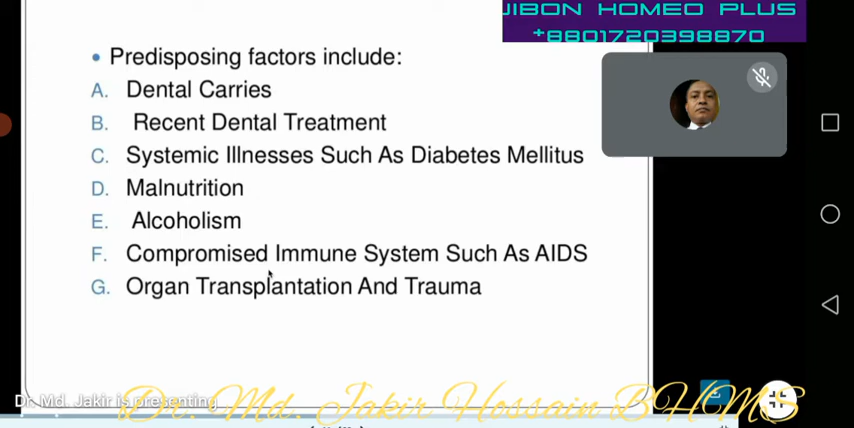 JIBON HOMEO PLUS
+8801720398870
• Predisposing factors include:
A. Dental Carries
B. Recent Dental Treatment
C. Systemic Illnesses Such As Diabetes Mellitus
D. Malnutrition
E. Alcoholism
F. Compromised Immune System Such As AIDS
G. Organ Transplantation And Trauma
Dr. Md. Jakir is presenting
Dr. Md. Jakir Hossain BHMS